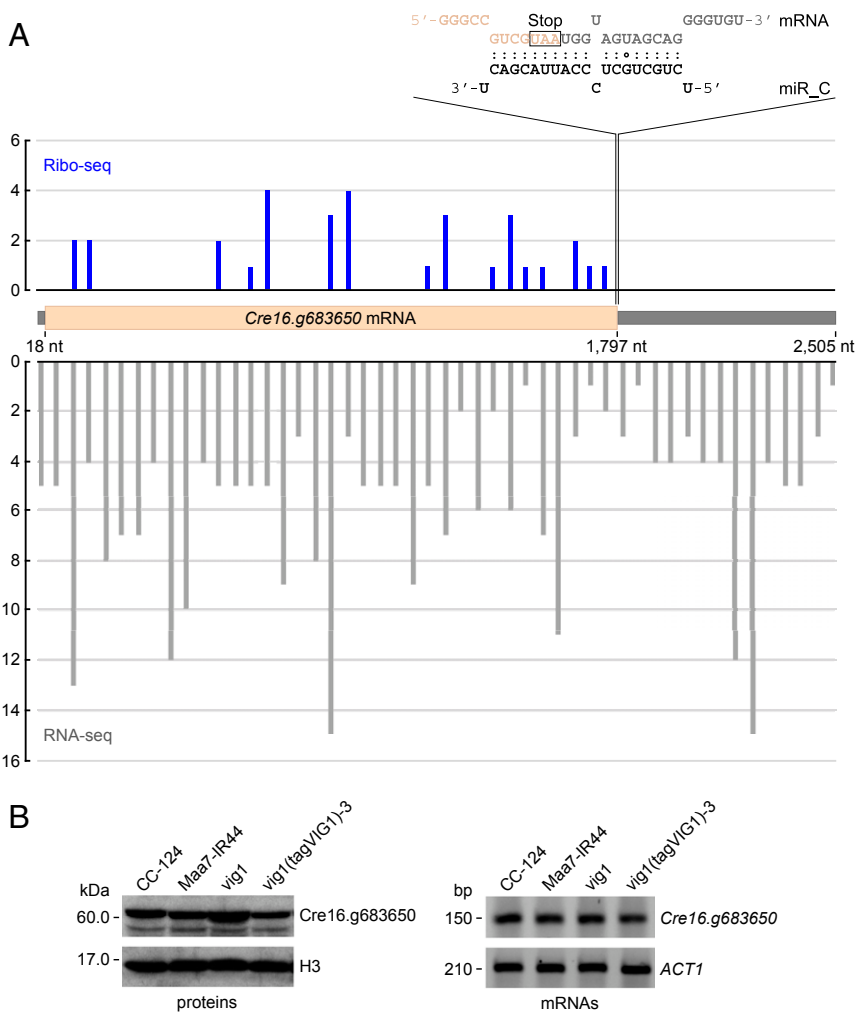 A
5′-GGGCC Stop U GGGUGU-3′ mRNA
GUCGUAAUGG AGUAGCAG
CAGCAUUACC UCGUCGUC
3′-U C U-5′ miR_C
6
Ribo-seq
4
2
0
Cre16.g683650 mRNA
18 nt 1,797 nt 2,505 nt
0
2
4
6
8
10
12
14
RNA-seq
16
B
CC-124 Maa7-IR44 vig1 vig1(tagVIG1)-3
kDa
60.0 Cre16.g683650
17.0 H3
proteins
CC-124 Maa7-IR44 vig1 vig1(tagVIG1)-3
bp
150 Cre16.g683650
210 ACT1
mRNAs